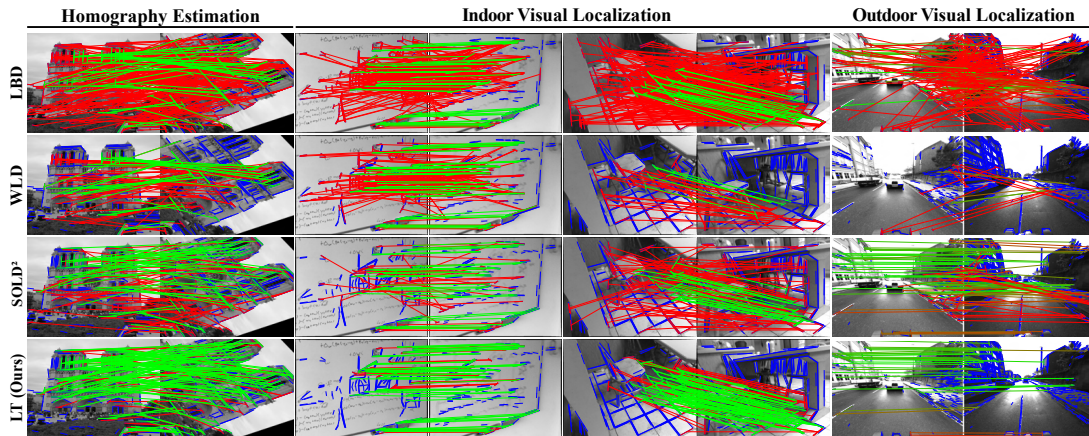 Homography Estimation
Indoor Visual Localization
Outdoor Visual Localization
LBD
WLD
SOLD²
LT (Ours)